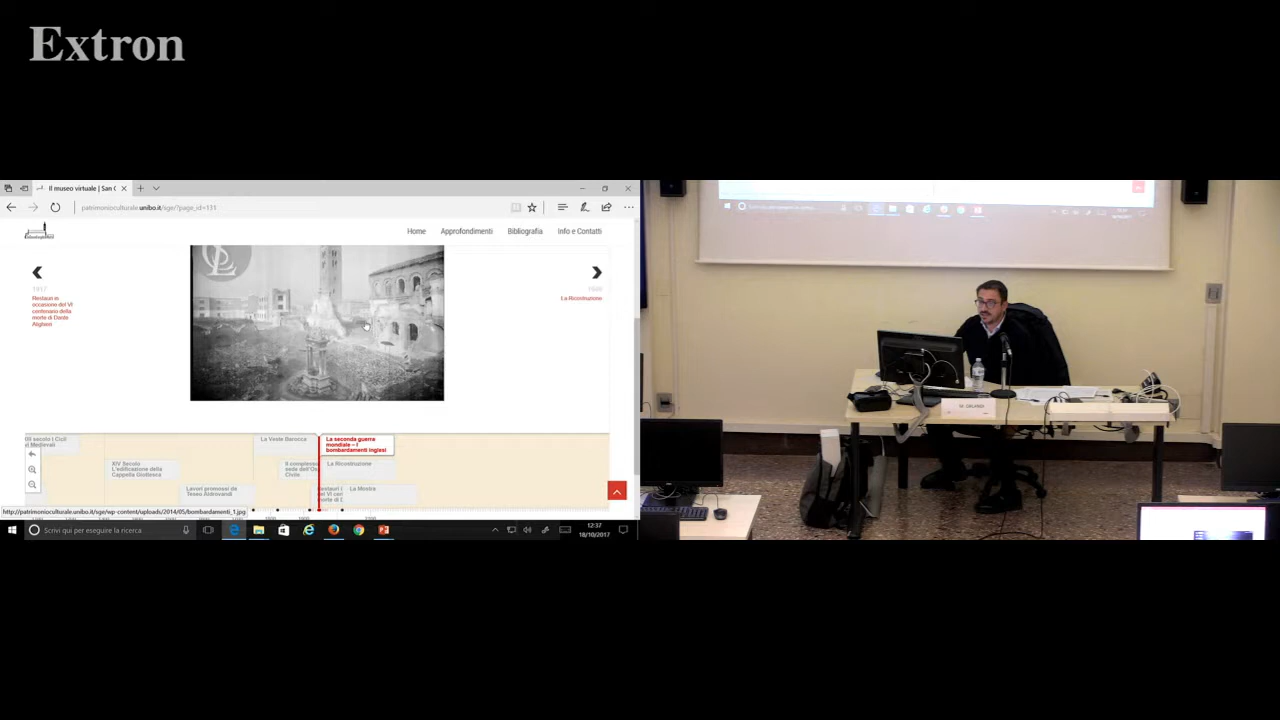 Extron
Il museo virtuale | San G
patrimonioculturale.unibo.it/sge/?page_id=131
Home
Approfondimenti
Bibliografia
Info e Contatti
1917
Restauri in
occasione del VI
centenario della
morte di Dante
Alighieri
La Ricostruzione
XIV Secolo
L'edificazione della
Cappella Giottesca
Lavori promossi da
Teseo Aldrovandi
La Veste Barocca
La seconda guerra
mondiale – I
bombardamenti inglesi
La Ricostruzione
La Mostra
http://patrimonioculturale.unibo.it/sge/wp-content/uploads/2014/05/bombardamenti_1.jpg
Scrivi qui per eseguire la ricerca
12:37
18/10/2017